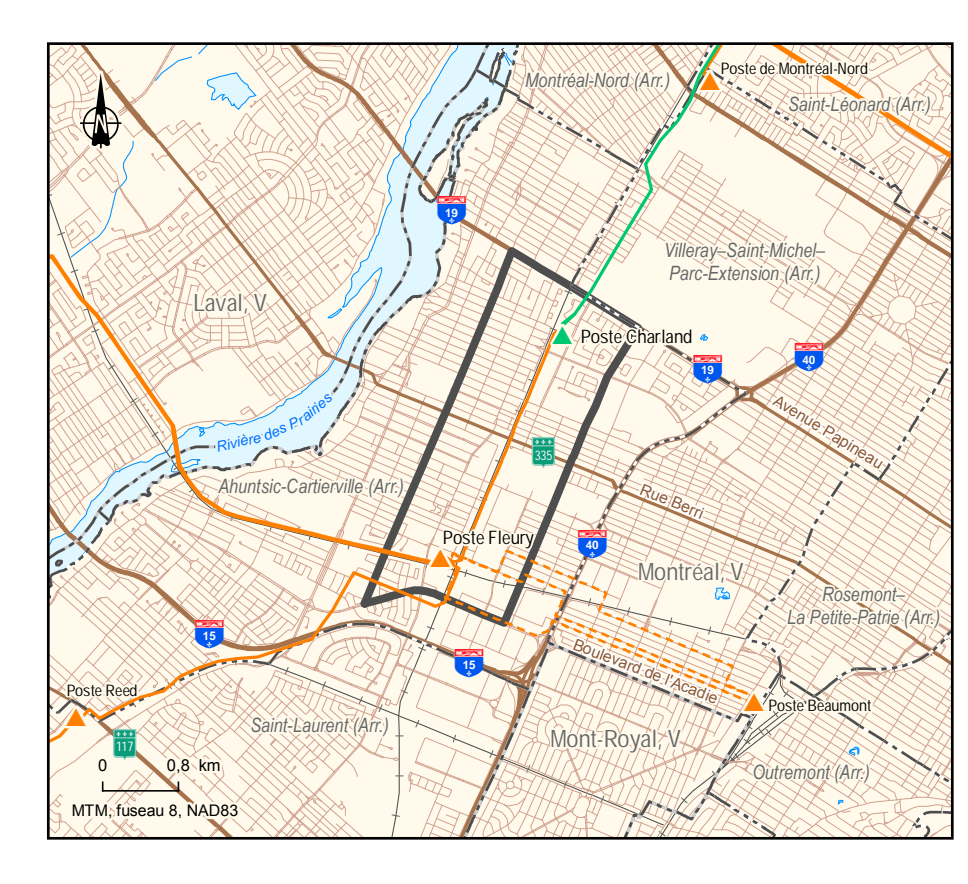 Poste de Montréal-Nord
Montréal-Nord (Arr.)
Saint-Léonard (Arr.)
N
19
Villeray–Saint-Michel–
Parc-Extension (Arr.)
Laval, V
Poste Charland
40
19
Avenue Papineau
Rivière des Prairies
335
Ahuntsic-Cartierville (Arr.)
Rue Berri
Poste Fleury
40
Montréal, V
Rosemont–
La Petite-Patrie (Arr.)
15
15
Boulevard de l'Acadie
Poste Reed
Poste Beaumont
Saint-Laurent (Arr.)
117
Mont-Royal, V
0 0,8 km
Outremont (Arr.)
MTM, fuseau 8, NAD83